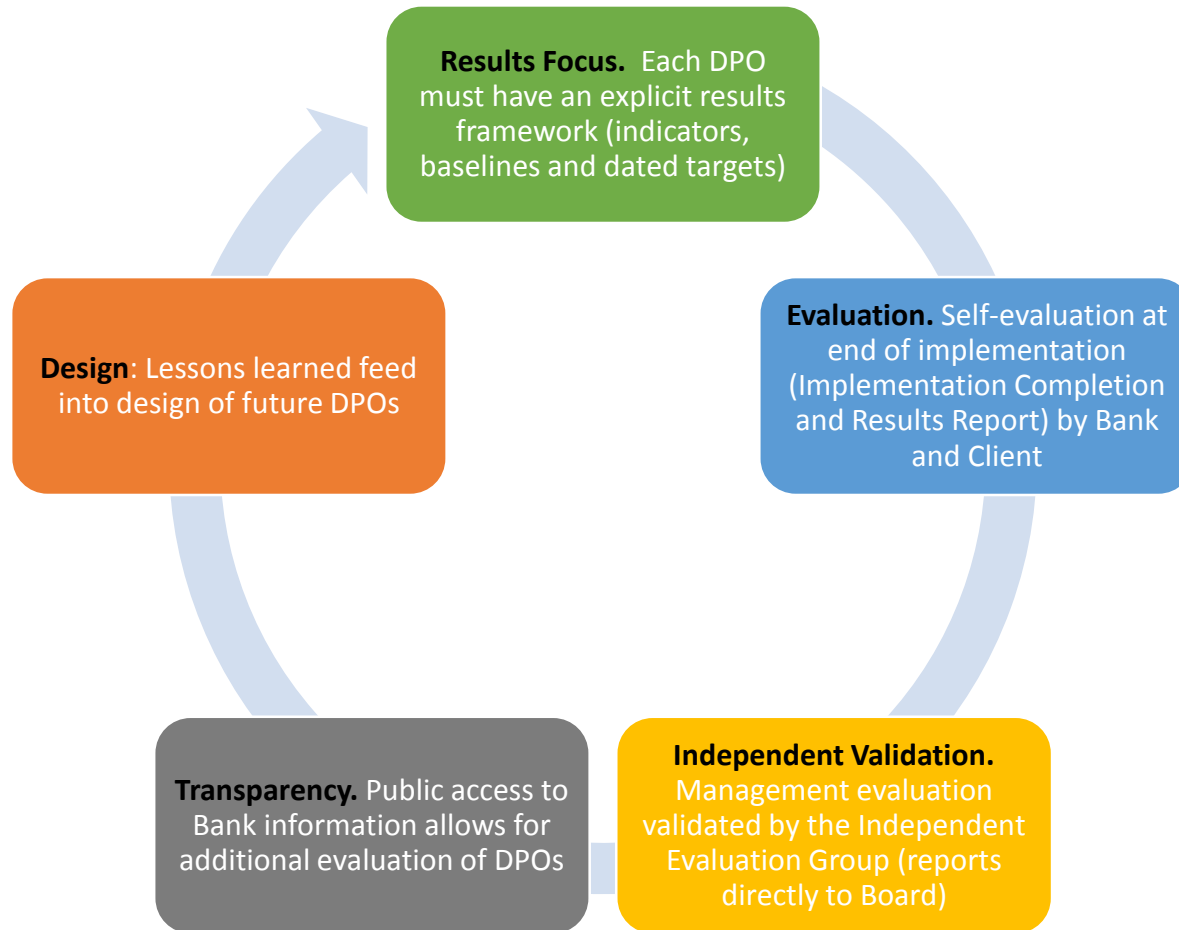 Results Focus.  Each DPO
must have an explicit results
framework (indicators,
baselines and dated targets)
Evaluation. Self-evaluation at
end of implementation
(Implementation Completion
and Results Report) by Bank
and Client
Independent Validation.
Management evaluation
validated by the Independent
Evaluation Group (reports
directly to Board)
Transparency. Public access to
Bank information allows for
additional evaluation of DPOs
Design: Lessons learned feed
into design of future DPOs